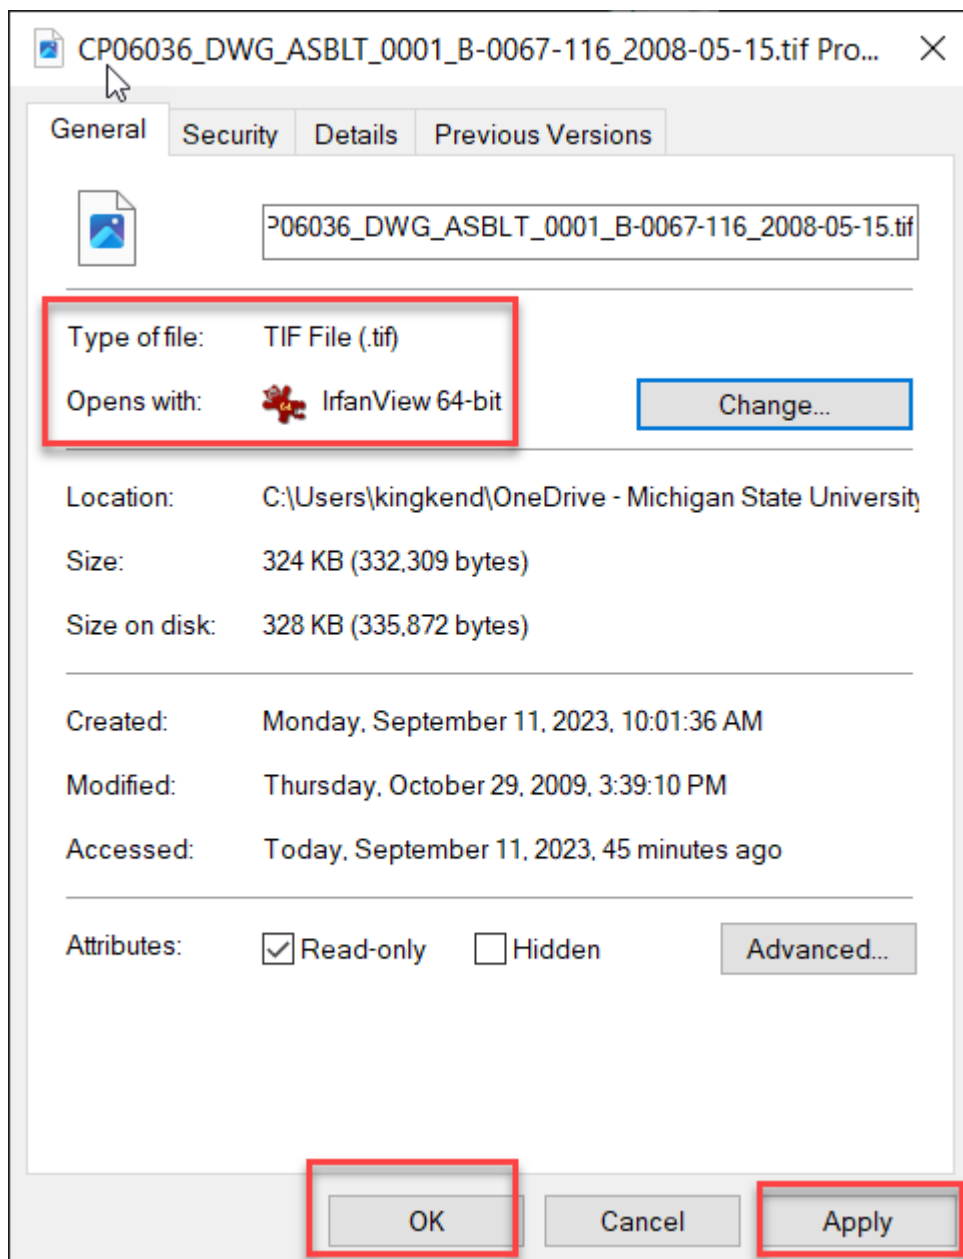 CP06036_DWG_ASBLT_0001_B-0067-116_2008-05-15.tif Pro...
General Security Details Previous Versions
P06036_DWG_ASBLT_0001_B-0067-116_2008-05-15.tif
Type of file: TIF File (.tif)
Opens with: 64 IrfanView 64-bit Change...
Location: C:\Users\kingkend\OneDrive - Michigan State University
Size: 324 KB (332,309 bytes)
Size on disk: 328 KB (335,872 bytes)
Created: Monday, September 11, 2023, 10:01:36 AM
Modified: Thursday, October 29, 2009, 3:39:10 PM
Accessed: Today, September 11, 2023, 45 minutes ago
Attributes: Read-only Hidden Advanced...
OK Cancel Apply